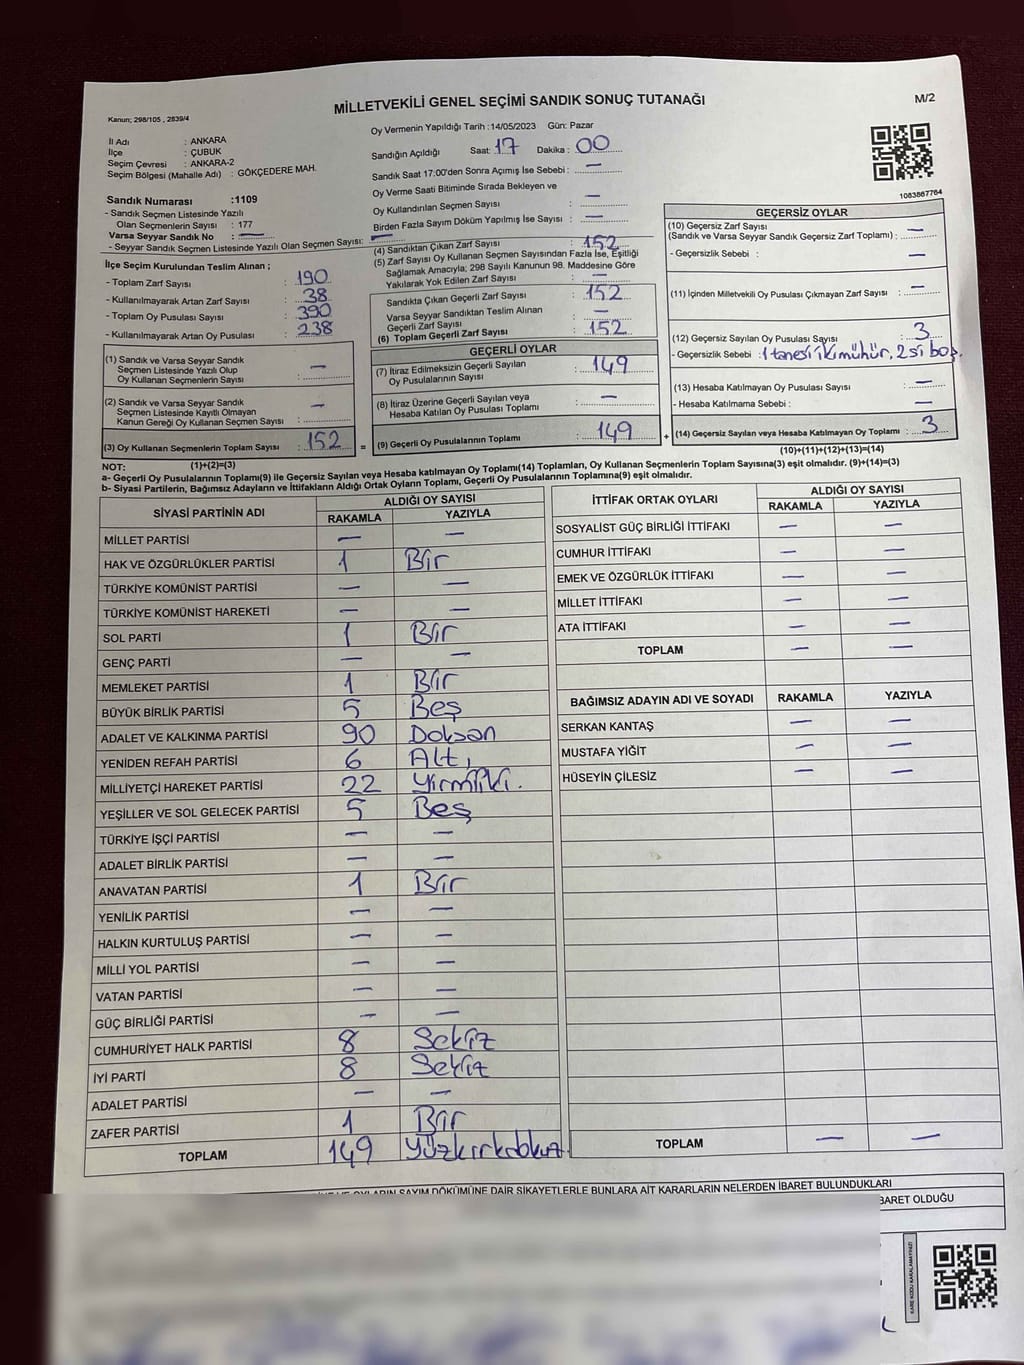 MİLLETVEKİLİ GENEL SEÇİMİ SANDIK SONUÇ TUTANAĞI
M/2
Kanun; 298/105 , 2839/4
İl Adı : ANKARA
İlçe : ÇUBUK
Seçim Çevresi : ANKARA-2
Seçim Bölgesi (Mahalle Adı) : GÖKÇEDERE MAH.
Oy Vermenin Yapıldığı Tarih :14/05/2023 Gün: Pazar
Sandığın Açıldığı Saat: 17 Dakika : 00
Sandık Saat 17:00'den Sonra Açımış İse Sebebi : —
Oy Verme Saati Bitiminde Sırada Bekleyen ve
Oy Kullandırılan Seçmen Sayısı : —
Birden Fazla Sayım Döküm Yapılmış İse Sayısı : —
Sandık Numarası :1109
- Sandık Seçmen Listesinde Yazılı
Olan Seçmenlerin Sayısı : 177
Varsa Seyyar Sandık No : —
- Seyyar Sandık Seçmen Listesinde Yazılı Olan Seçmen Sayısı: —
İlçe Seçim Kurulundan Teslim Alınan ;
- Toplam Zarf Sayısı : 190
- Kullanılmayarak Artan Zarf Sayısı : 38
- Toplam Oy Pusulası Sayısı : 390
- Kullanılmayarak Artan Oy Pusulası : 238
(1) Sandık ve Varsa Seyyar Sandık
Seçmen Listesinde Yazılı Olup
Oy Kullanan Seçmenlerin Sayısı : —
(2) Sandık ve Varsa Seyyar Sandık
Seçmen Listesinde Kayıtlı Olmayan
Kanun Gereği Oy Kullanan Seçmen Sayısı : —
(3) Oy Kullanan Seçmenlerin Toplam Sayısı : 152 =
(4) Sandıktan Çıkan Zarf Sayısı : 152
(5) Zarf Sayısı Oy Kullanan Seçmen Sayısından Fazla İse, Eşitliği
Sağlamak Amacıyla; 298 Sayılı Kanunun 98. Maddesine Göre
Yakılarak Yok Edilen Zarf Sayısı : —
Sandıkta Çıkan Geçerli Zarf Sayısı : 152
Varsa Seyyar Sandıktan Teslim Alınan
Geçerli Zarf Sayısı : —
(6) Toplam Geçerli Zarf Sayısı : 152
GEÇERLİ OYLAR
(7) İtiraz Edilmeksizin Geçerli Sayılan
Oy Pusulalarının Sayısı : 149
(8) İtiraz Üzerine Geçerli Sayılan veya
Hesaba Katılan Oy Pusulası Toplamı : —
(9) Geçerli Oy Pusulalarının Toplamı : 149 +
1083867764
GEÇERSİZ OYLAR
(10) Geçersiz Zarf Sayısı
(Sandık ve Varsa Seyyar Sandık Geçersiz Zarf Toplamı) : —
- Geçersizlik Sebebi : —
(11) İçinden Milletvekili Oy Pusulası Çıkmayan Zarf Sayısı : —
(12) Geçersiz Sayılan Oy Pusulası Sayısı : 3
- Geçersizlik Sebebi : 1 tanesi iki mühür, 2si boş.
(13) Hesaba Katılmayan Oy Pusulası Sayısı : —
- Hesaba Katılmama Sebebi : —
(14) Geçersiz Sayılan veya Hesaba Katılmayan Oy Toplamı : 3
(10)+(11)+(12)+(13)=(14)
NOT: (1)+(2)=(3)
a- Geçerli Oy Pusulalarının Toplamı(9) ile Geçersiz Sayılan veya Hesaba katılmayan Oy Toplamı(14) Toplamları, Oy Kullanan Seçmenlerin Toplam Sayısına(3) eşit olmalıdır. (9)+(14)=(3)
b- Siyasi Partilerin, Bağımsız Adayların ve İttifakların Aldığı Ortak Oyların Toplamı, Geçerli Oy Pusulalarının Toplamına(9) eşit olmalıdır.
SİYASİ PARTİNİN ADI ALDIĞI OY SAYISI
RAKAMLA YAZIYLA
MİLLET PARTİSİ — —
HAK VE ÖZGÜRLÜKLER PARTİSİ 1 Bir
TÜRKİYE KOMÜNİST PARTİSİ — —
TÜRKİYE KOMÜNİST HAREKETİ — —
SOL PARTİ 1 Bir
GENÇ PARTİ — —
MEMLEKET PARTİSİ 1 Bir
BÜYÜK BİRLİK PARTİSİ 5 Beş
ADALET VE KALKINMA PARTİSİ 90 Doksan
YENİDEN REFAH PARTİSİ 6 Altı
MİLLİYETÇİ HAREKET PARTİSİ 22 Yirmiiki.
YEŞİLLER VE SOL GELECEK PARTİSİ 5 Beş
TÜRKİYE İŞÇİ PARTİSİ — —
ADALET BİRLİK PARTİSİ — —
ANAVATAN PARTİSİ 1 Bir
YENİLİK PARTİSİ — —
HALKIN KURTULUŞ PARTİSİ — —
MİLLİ YOL PARTİSİ — —
VATAN PARTİSİ — —
GÜÇ BİRLİĞİ PARTİSİ — —
CUMHURİYET HALK PARTİSİ 8 Sekiz
İYİ PARTİ 8 Sekiz
ADALET PARTİSİ — —
ZAFER PARTİSİ 1 Bir
TOPLAM 149 Yüzkırkdokuz
İTTİFAK ORTAK OYLARI ALDIĞI OY SAYISI
RAKAMLA YAZIYLA
SOSYALİST GÜÇ BİRLİĞİ İTTİFAKI — —
CUMHUR İTTİFAKI — —
EMEK VE ÖZGÜRLÜK İTTİFAKI — —
MİLLET İTTİFAKI — —
ATA İTTİFAKI — —
TOPLAM — —
BAĞIMSIZ ADAYIN ADI VE SOYADI RAKAMLA YAZIYLA
SERKAN KANTAŞ — —
MUSTAFA YİĞİT — —
HÜSEYİN ÇİLESİZ — —
TOPLAM — —
OYLARIN SAYIM DÖKÜMÜNE DAİR ŞİKAYETLERLE BUNLARA AİT KARARLARIN NELERDEN İBARET BULUNDUKLARI
BARET OLDUĞU
KARE KODU KARALAMAYINIZ!